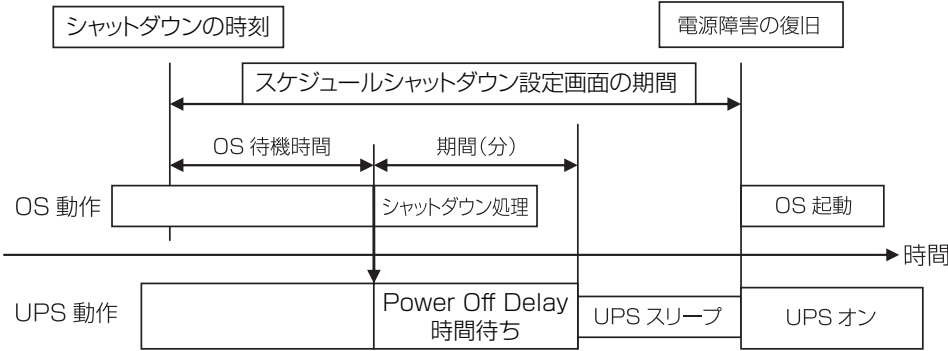 シャットダウンの時刻
電源障害の復旧
スケジュールシャットダウン設定画面の期間
OS 待機時間
期間(分)
OS 動作
シャットダウン処理
OS 起動
時間
UPS 動作
Power Off Delay
時間待ち
UPS スリープ
UPS オン